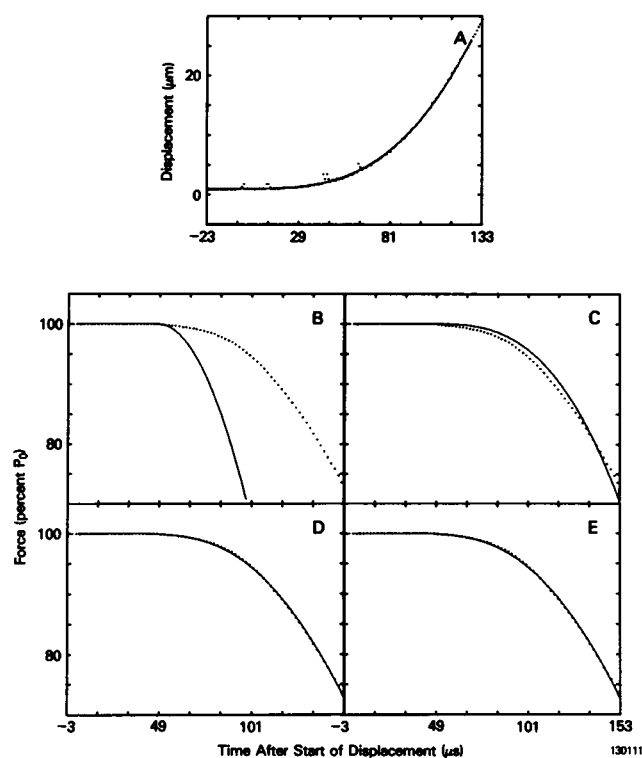 A
Displacement (μm)
20
0
−23 29 81 133
B C
100
80
Force (percent P₀)
D E
100
80
−3 49 101 −3 49 101 153
Time After Start of Displacement (μs)
130111